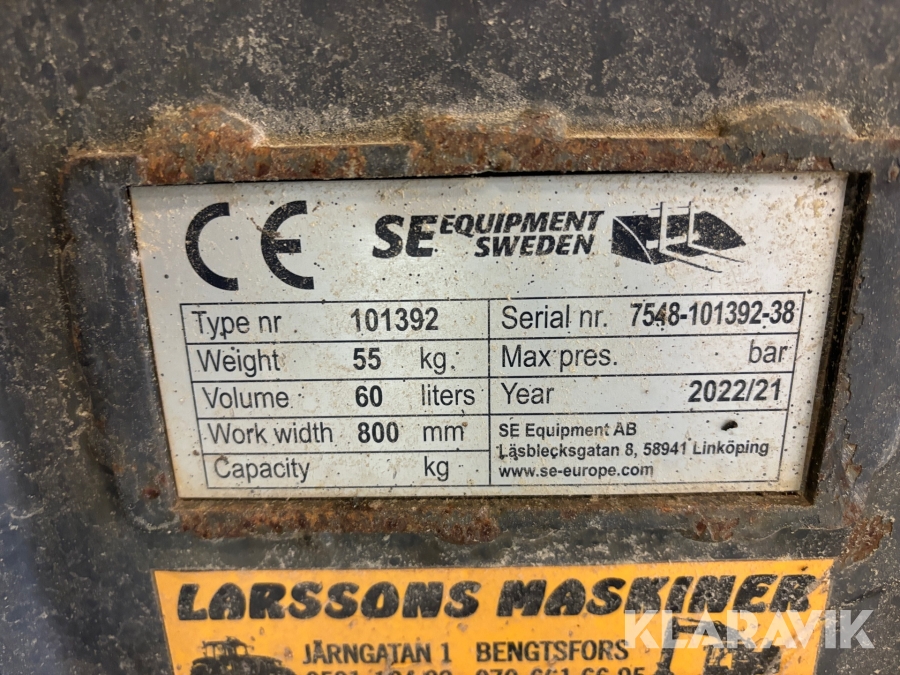 CE SE EQUIPMENT SWEDEN
Type nr 101392 Serial nr. 7548-101392-38
Weight 55 kg Max pres. bar
Volume 60 liters Year 2022/21
Work width 800 mm SE Equipment AB
Läsblecksgatan 8, 58941 Linköping
Capacity kg www.se-europe.com
LARSSONS MASKINER
JÄRNGATAN 1 BENGTSFORS
KLARAVIK